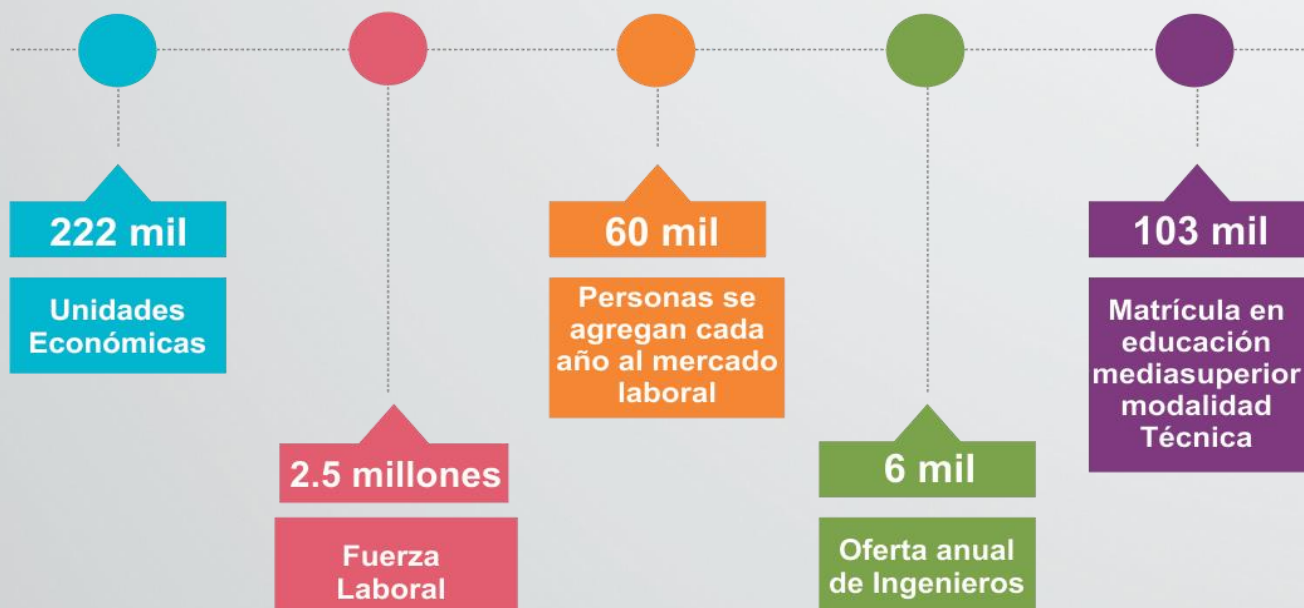 222 mil
Unidades
Económicas
2.5 millones
Fuerza
Laboral
60 mil
Personas se
agregan cada
año al mercado
laboral
6 mil
Oferta anual
de Ingenieros
103 mil
Matrícula en
educación
mediasuperior
modalidad
Técnica